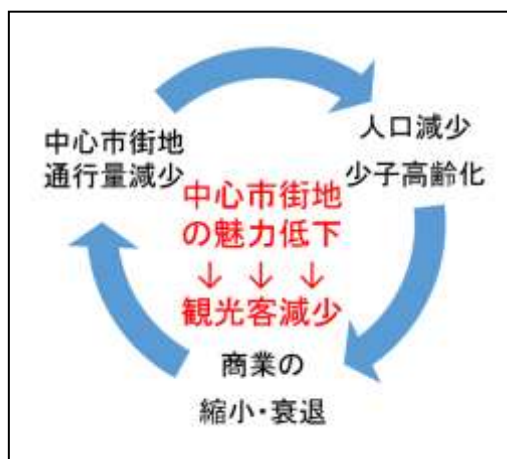 中心市街地
通行量減少
人口減少
少子高齢化
中心市街地
の魅力低下
↓ ↓ ↓
観光客減少
商業の
縮小・衰退